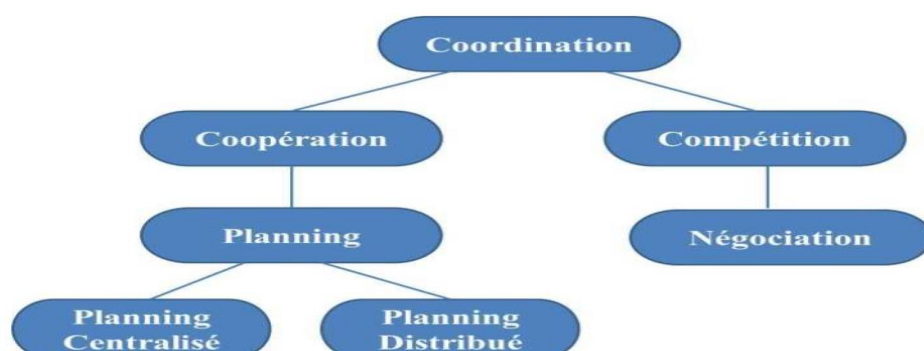 Coordination
Coopération
Compétition
Planning
Négociation
Planning
Centralisé
Planning
Distribué